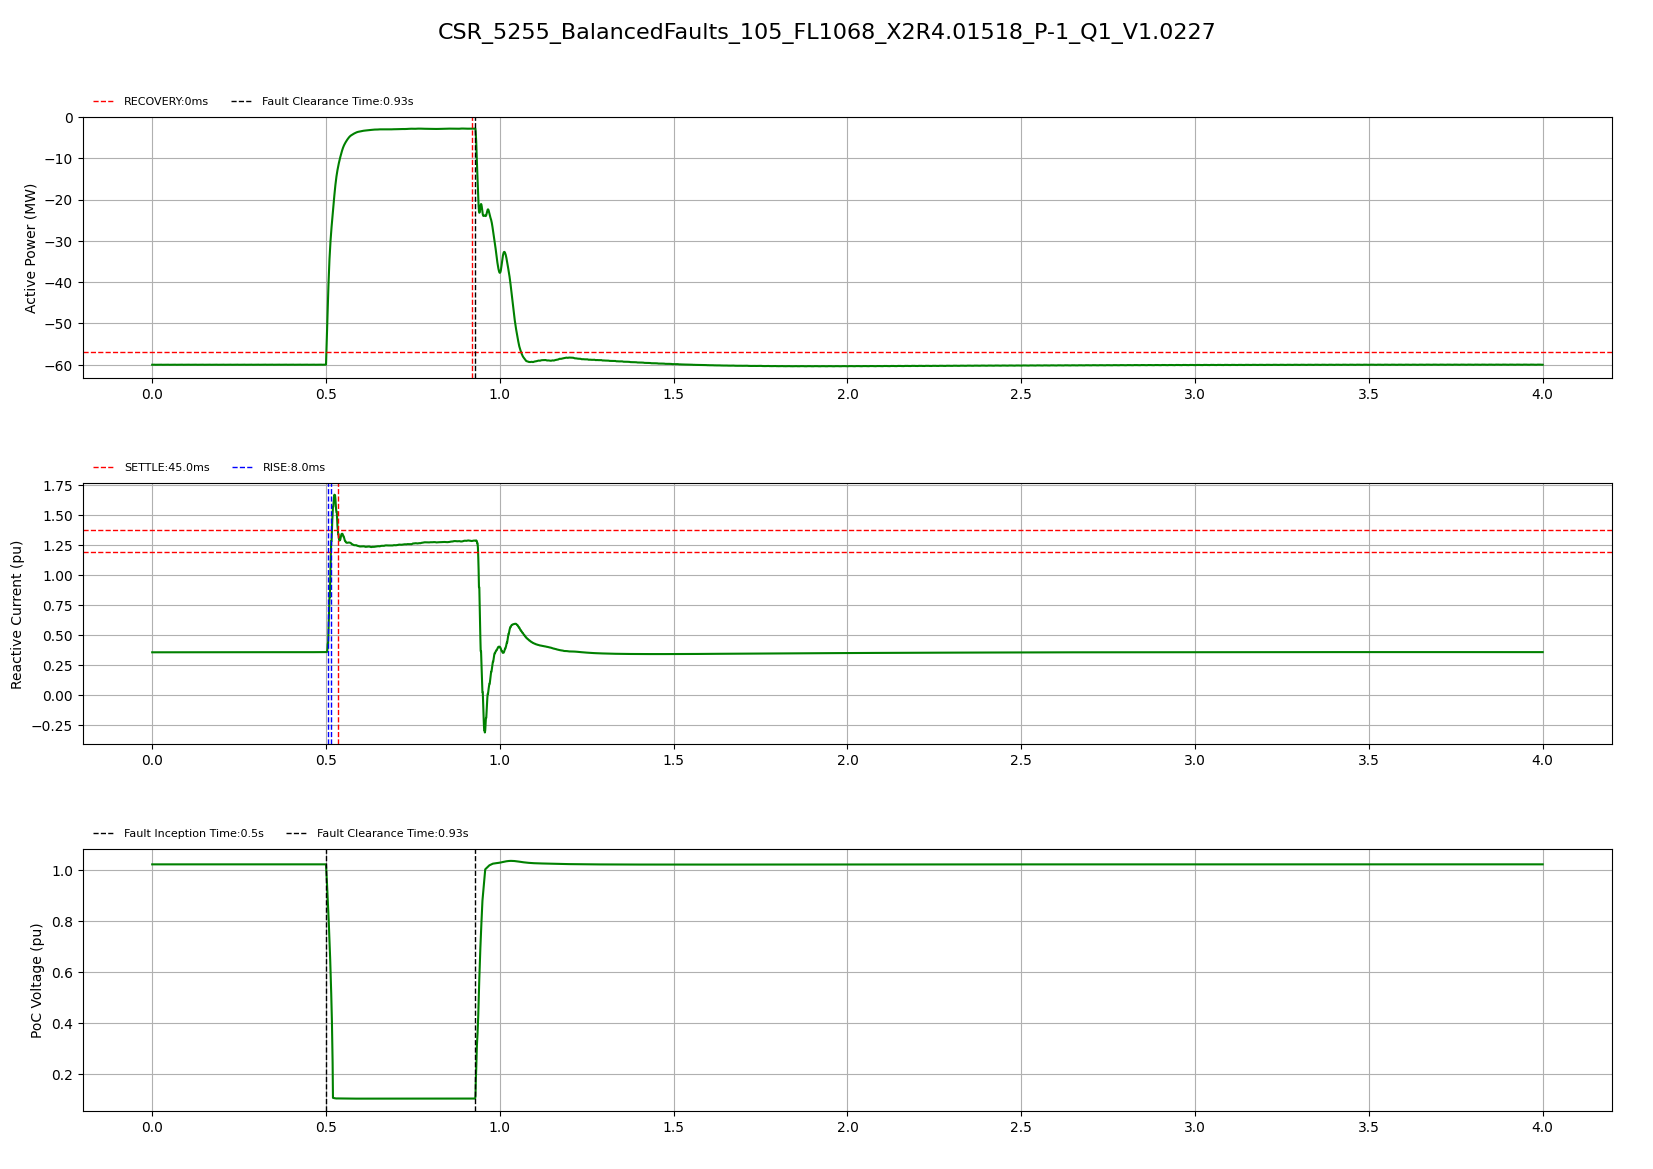 CSR_5255_BalancedFaults_105_FL1068_X2R4.01518_P-1_Q1_V1.0227
RECOVERY:0ms Fault Clearance Time:0.93s
Active Power (MW)
0
−10
−20
−30
−40
−50
−60
0.0 0.5 1.0 1.5 2.0 2.5 3.0 3.5 4.0
SETTLE:45.0ms RISE:8.0ms
Reactive Current (pu)
1.75
1.50
1.25
1.00
0.75
0.50
0.25
0.00
−0.25
0.0 0.5 1.0 1.5 2.0 2.5 3.0 3.5 4.0
Fault Inception Time:0.5s Fault Clearance Time:0.93s
PoC Voltage (pu)
1.0
0.8
0.6
0.4
0.2
0.0 0.5 1.0 1.5 2.0 2.5 3.0 3.5 4.0